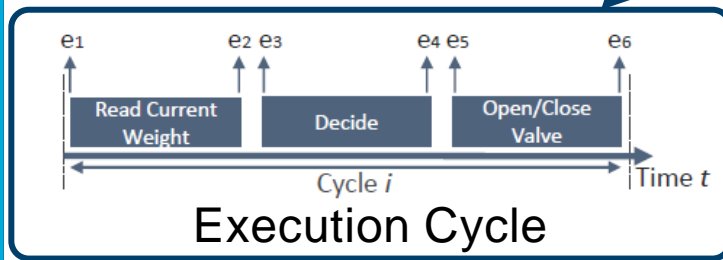 e1 e2 e3 e4 e5 e6
Read Current
Weight
Decide
Open/Close
Valve
Cycle i
Time t
Execution Cycle